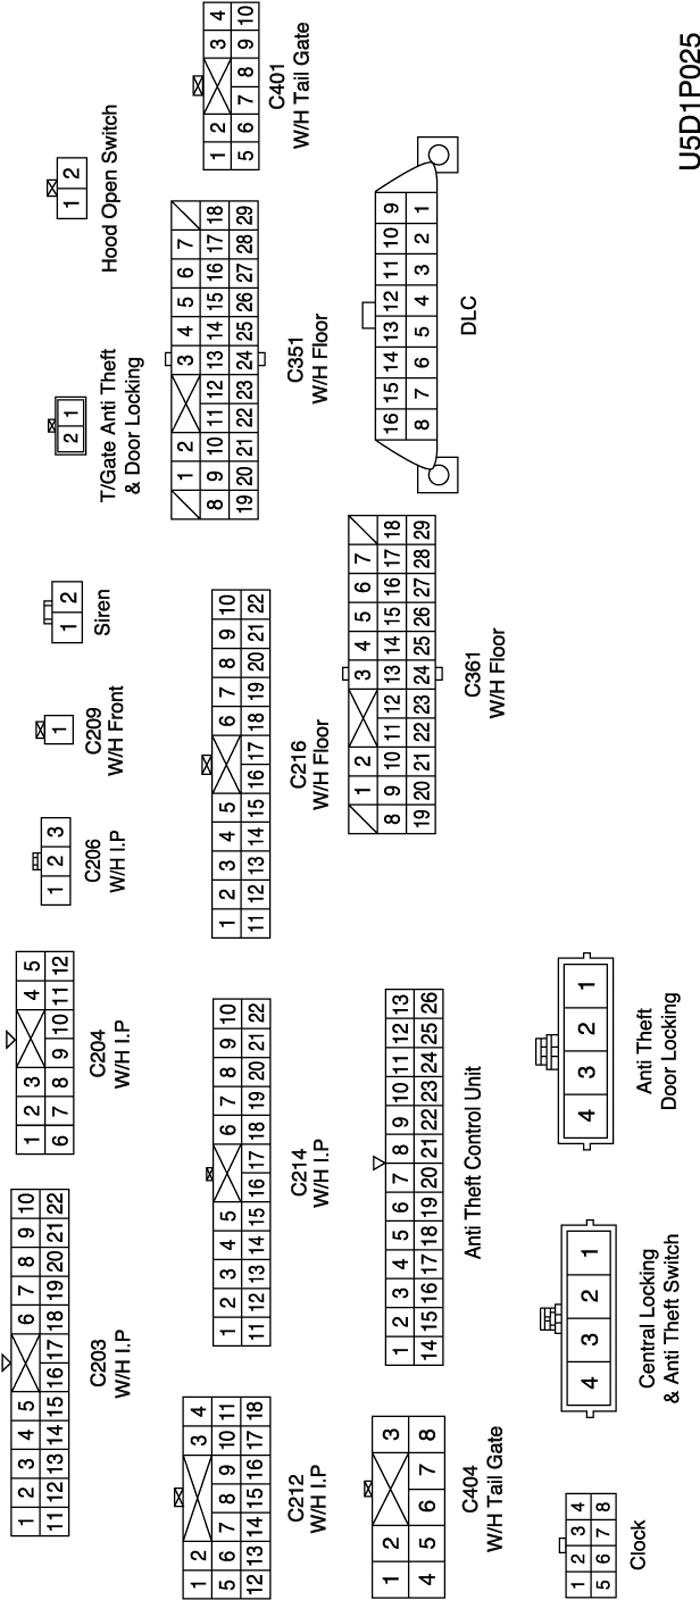 1 2 3 4 5 6 7 8 9 10
11 12 13 14 15 16 17 18 19 20 21 22
C203
W/H I.P
1 2 3 4 5
6 7 8 9 10 11 12
C204
W/H I.P
1 2 3
C206
W/H I.P
1
C209
W/H Front
1 2
Siren
2 1
T/Gate Anti Theft
& Door Locking
1 2
Hood Open Switch
1 2 3 4
5 6 7 8 9 10 11
12 13 14 15 16 17 18
C212
W/H I.P
1 2 3 4 5 6 7 8 9 10
11 12 13 14 15 16 17 18 19 20 21 22
C214
W/H I.P
1 2 3 4 5 6 7 8 9 10
11 12 13 14 15 16 17 18 19 20 21 22
C216
W/H Floor
1 2 3 4 5 6 7
8 9 10 11 12 13 14 15 16 17 18
19 20 21 22 23 24 25 26 27 28 29
C351
W/H Floor
1 2 3 4
5 6 7 8 9 10
C401
W/H Tail Gate
1 2 3
4 5 6 7 8
C404
W/H Tail Gate
1 2 3 4 5 6 7 8 9 10 11 12 13
14 15 16 17 18 19 20 21 22 23 24 25 26
Anti Theft Control Unit
1 2 3 4 5 6 7
8 9 10 11 12 13 14 15 16 17 18
19 20 21 22 23 24 25 26 27 28 29
C361
W/H Floor
16 15 14 13 12 11 10 9
8 7 6 5 4 3 2 1
DLC
1 2 3 4
5 6 7 8
Clock
4 3 2 1
Central Locking
& Anti Theft Switch
4 3 2 1
Anti Theft
Door Locking
U5D1P025